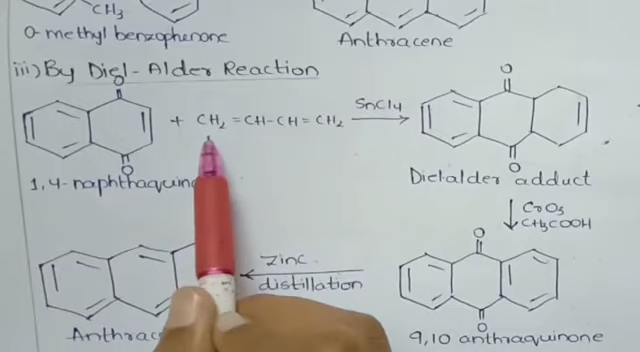 CH3
O-methyl benzophenone
Anthracene
iii) By Diel-Alder Reaction
O
O
+ CH2 = CH-CH = CH2
SnCl4
O
O
1,4-naphthaquin
Dielalder adduct
CrO3
CH3COOH
Zinc
distillation
O
O
Anthrac
9,10 anthraquinone